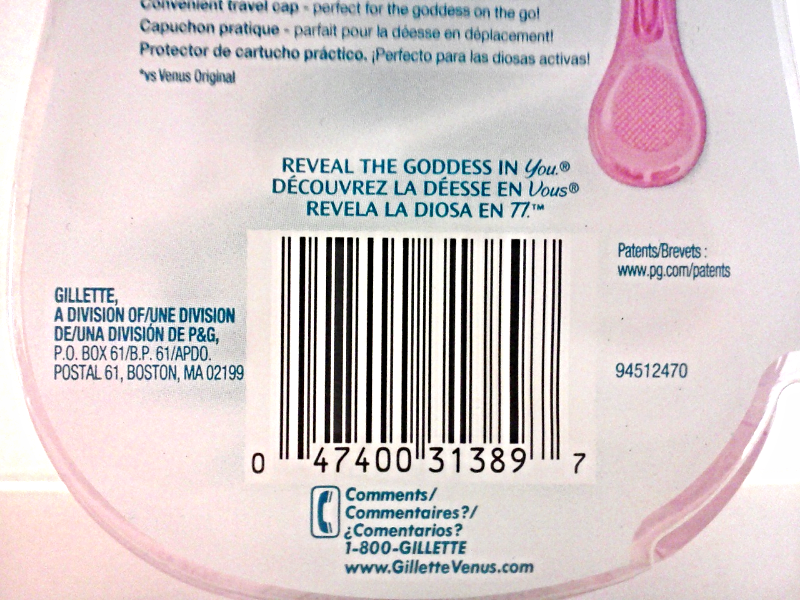 Convenient travel cap - perfect for the goddess on the go!
Capuchon pratique - parfait pour la déesse en déplacement!
Protector de cartucho práctico. ¡Perfecto para las diosas activas!
*vs Venus Original
REVEAL THE GODDESS IN You.®
DÉCOUVREZ LA DÉESSE EN Vous®
REVELA LA DIOSA EN Tí.™
Patents/Brevets :
www.pg.com/patents
GILLETTE,
A DIVISION OF/UNE DIVISION
DE/UNA DIVISIÓN DE P&G,
P.O. BOX 61/B.P. 61/APDO.
POSTAL 61, BOSTON, MA 02199
94512470
0 47400 31389 7
Comments/
Commentaires?/
¿Comentarios?
1-800-GILLETTE
www.GilletteVenus.com